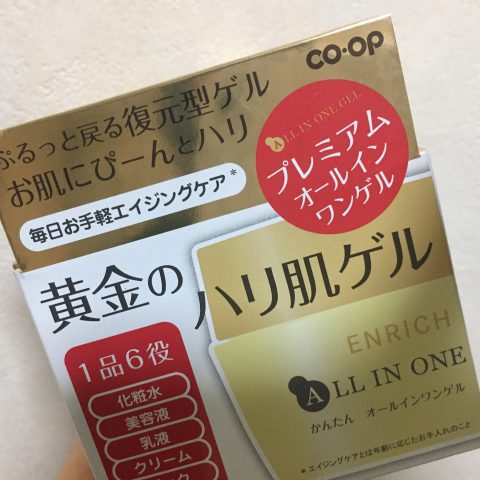 co·op
ぷるっと戻る復元型ゲル
お肌にぴーんとハリ
毎日お手軽エイジングケア*
ALL IN ONE GEL
プレミアム
オールイン
ワンゲル
黄金のハリ肌ゲル
1品6役
化粧水
美容液
乳液
クリーム
ENRICH
ALL IN ONE
かんたん オールインワンゲル
*エイジングケアとは年齢に応じたお手入れのこと